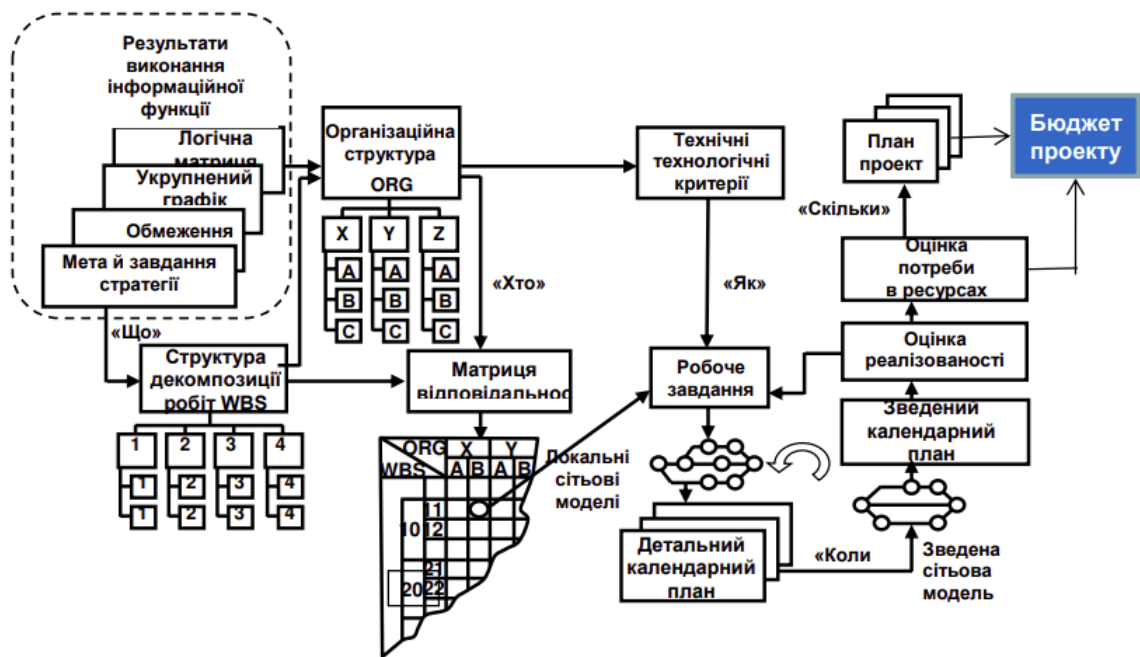 Результати
виконання
інформаційної
функції
Логічна
матриця
Укрупнений
графік
Обмеження
Мета й завдання
стратегії
«Що»
Структура
декомпозиції
робіт WBS
1 2 3 4
1 2 3 4
1 2 3 4
Організаційна
структура
ORG
X Y Z
A A A
B B B
C C C
«Хто»
Матриця
відповідальнос
ORG X Y
WBS A B A B
11
10 12
21
20 22
Локальні
сітьові
моделі
Технічні
технологічні
критерії
«Як»
Робоче
завдання
Детальний
календарний
план
«Коли
Зведена
сітьова
модель
Зведений
календарний
план
Оцінка
реалізованості
Оцінка
потреби
в ресурсах
«Скільки»
План
проект
Бюджет
проекту